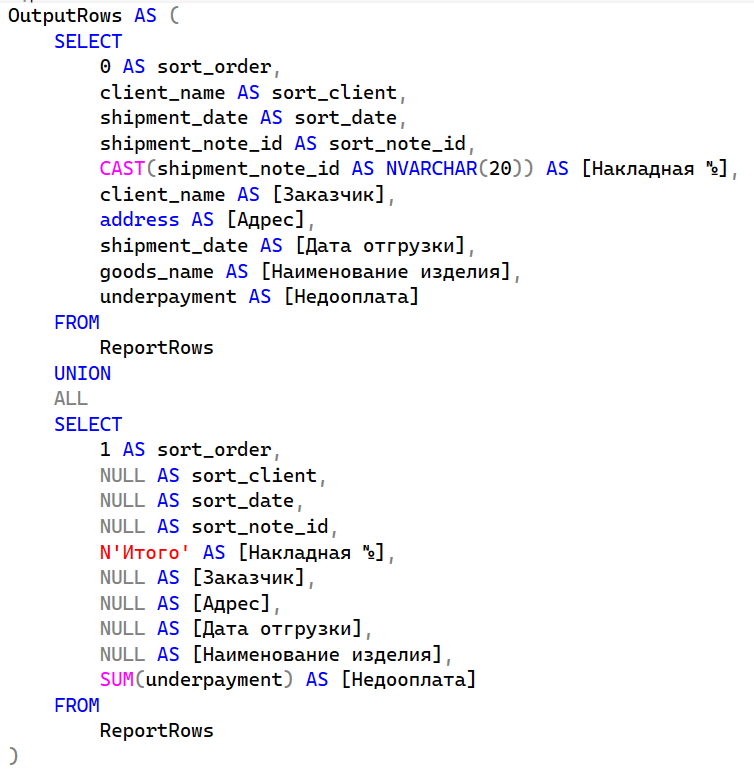 OutputRows AS (
    SELECT
        0 AS sort_order,
        client_name AS sort_client,
        shipment_date AS sort_date,
        shipment_note_id AS sort_note_id,
        CAST(shipment_note_id AS NVARCHAR(20)) AS [Накладная №],
        client_name AS [Заказчик],
        address AS [Адрес],
        shipment_date AS [Дата отгрузки],
        goods_name AS [Наименование изделия],
        underpayment AS [Недооплата]
    FROM
        ReportRows
    UNION
    ALL
    SELECT
        1 AS sort_order,
        NULL AS sort_client,
        NULL AS sort_date,
        NULL AS sort_note_id,
        N'Итого' AS [Накладная №],
        NULL AS [Заказчик],
        NULL AS [Адрес],
        NULL AS [Дата отгрузки],
        NULL AS [Наименование изделия],
        SUM(underpayment) AS [Недооплата]
    FROM
        ReportRows
)